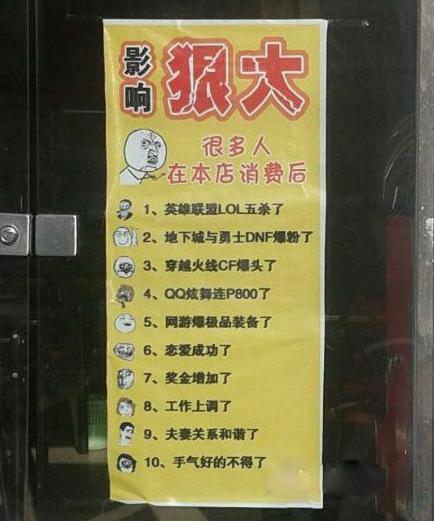 影响 狠大
很多人
在本店消费后
1、英雄联盟LOL五杀了
2、地下城与勇士DNF爆粉了
3、穿越火线CF爆头了
4、QQ炫舞连P800了
5、网游爆极品装备了
6、恋爱成功了
7、奖金增加了
8、工作上调了
9、夫妻关系和谐了
10、手气好的不得了